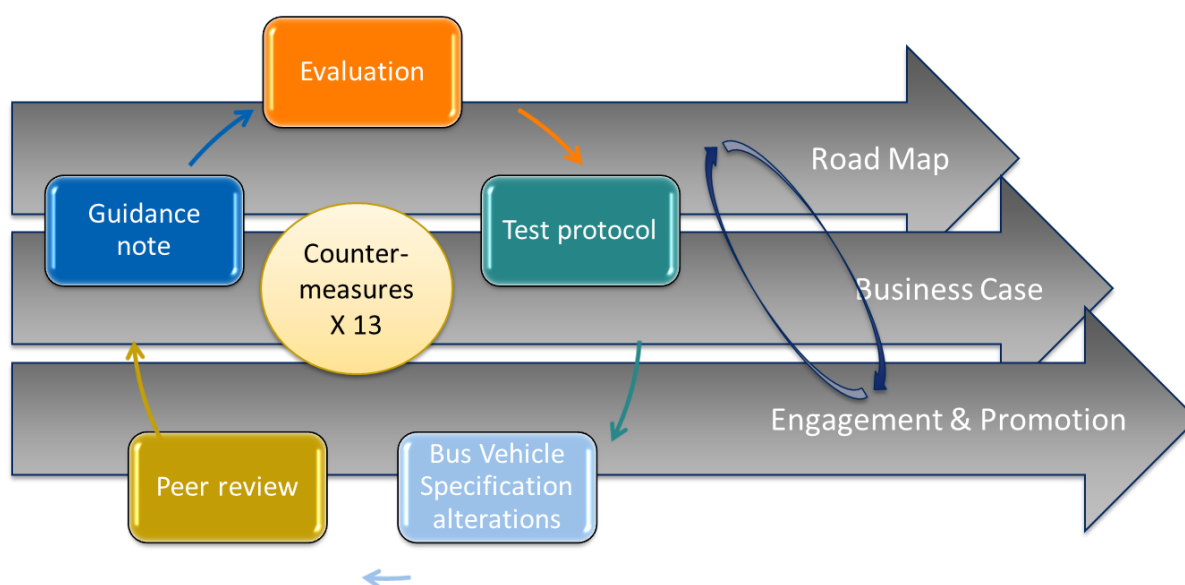 Evaluation
Road Map
Guidance
note
Test protocol
Counter-
measures
X 13
Business Case
Engagement & Promotion
Peer review
Bus Vehicle
Specification
alterations